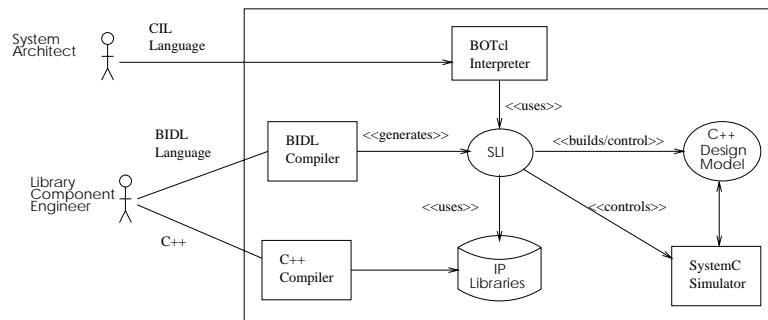 System
Architect
CIL
Language
BOTcl
Interpreter
<<uses>>
BIDL
Language
BIDL
Compiler
<<generates>>
SLI
<<builds/control>>
C++
Design
Model
Library
Component
Engineer
<<uses>>
<<controls>>
C++
C++
Compiler
IP
Libraries
SystemC
Simulator